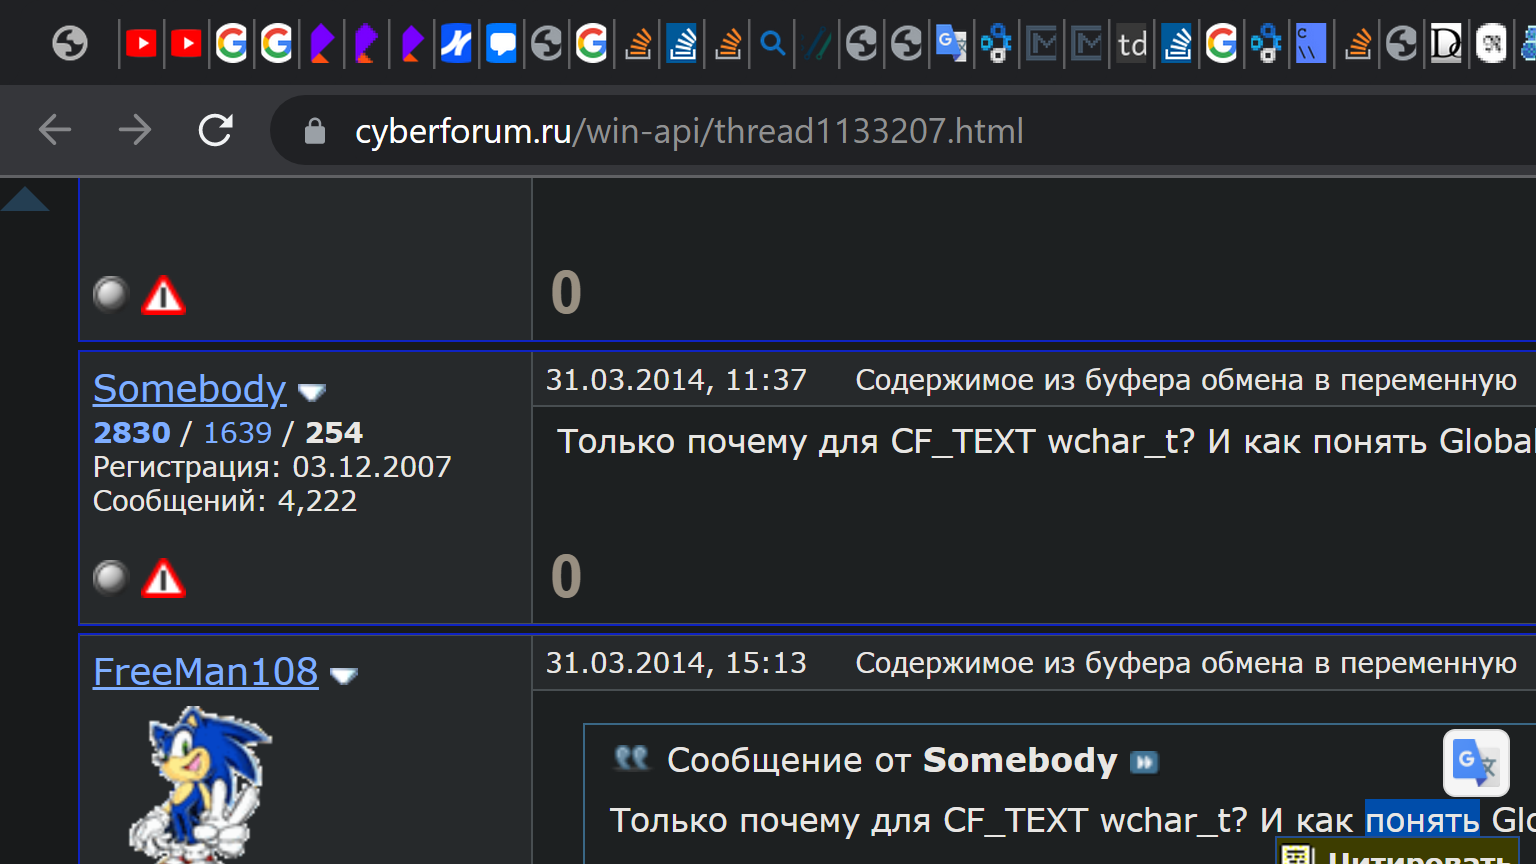 td
C
\\
D
cyberforum.ru/win-api/thread1133207.html
0
Somebody
31.03.2014, 11:37 Содержимое из буфера обмена в переменную
2830 / 1639 / 254
Регистрация: 03.12.2007
Сообщений: 4,222
Только почему для CF_TEXT wchar_t? И как понять Global
0
FreeMan108
31.03.2014, 15:13 Содержимое из буфера обмена в переменную
Сообщение от Somebody
Только почему для CF_TEXT wchar_t? И как понять Glo
Цитировать